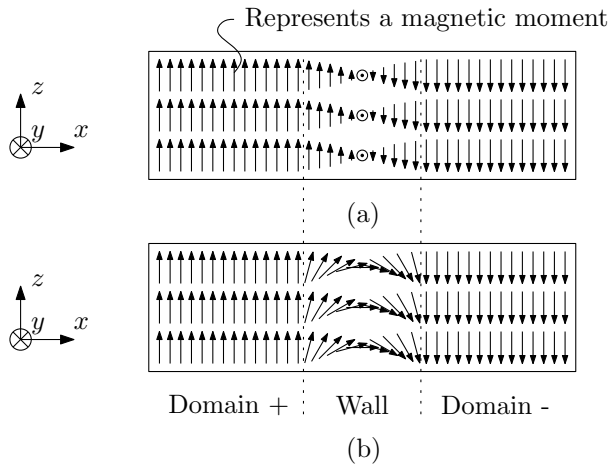 Represents a magnetic moment
z
y
x
(a)
z
y
x
Domain + Wall Domain -
(b)